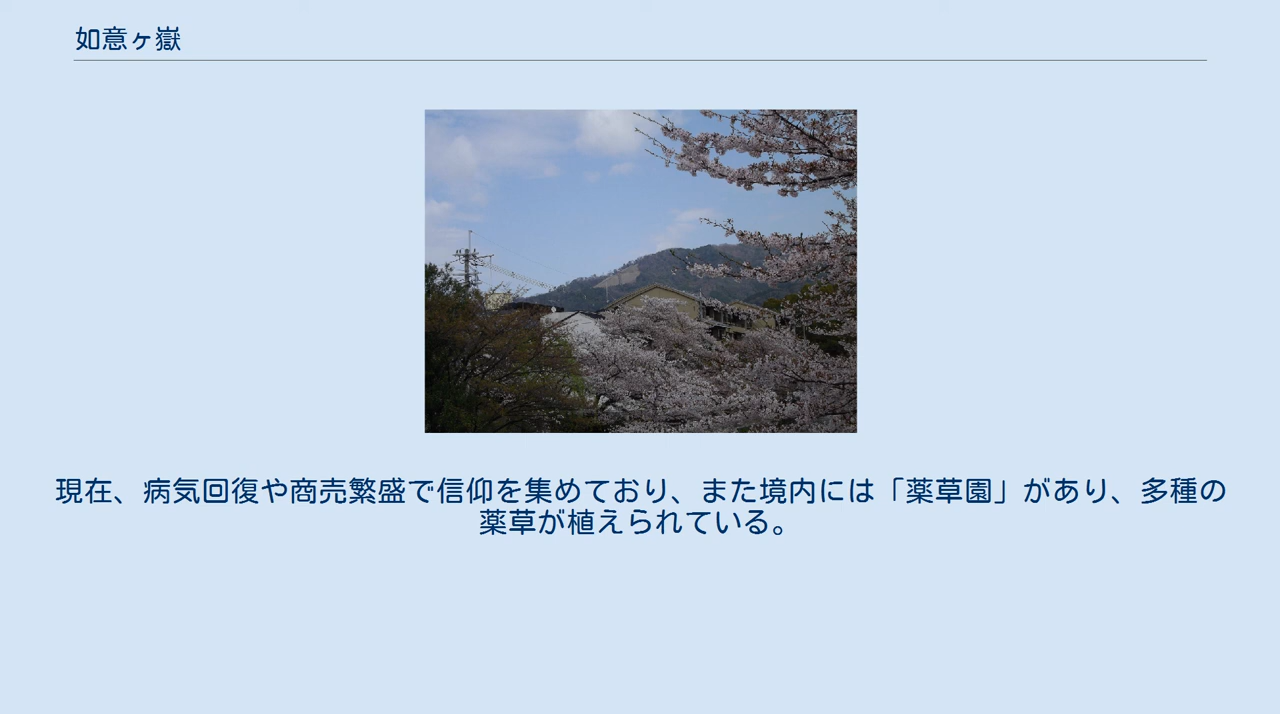 如意ヶ嶽
現在、病気回復や商売繁盛で信仰を集めており、また境内には「薬草園」があり、多種の
薬草が植えられている。